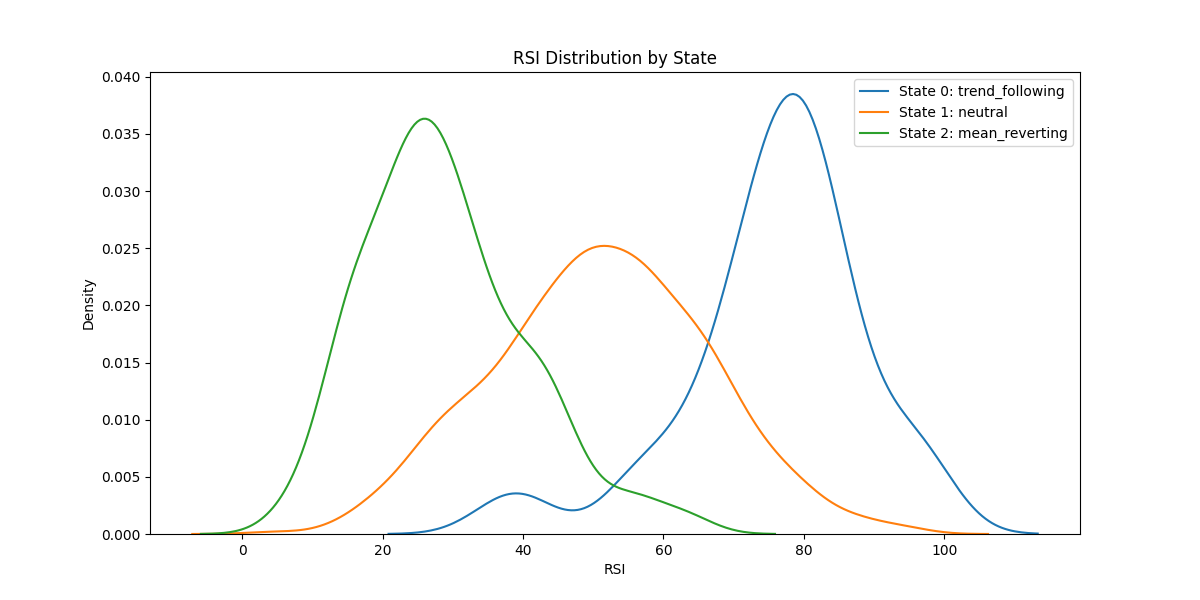 RSI Distribution by State
0.040
0.035
0.030
0.025
0.020
0.015
0.010
0.005
0.000
Density
State 0: trend_following
State 1: neutral
State 2: mean_reverting
0 20 40 60 80 100
RSI